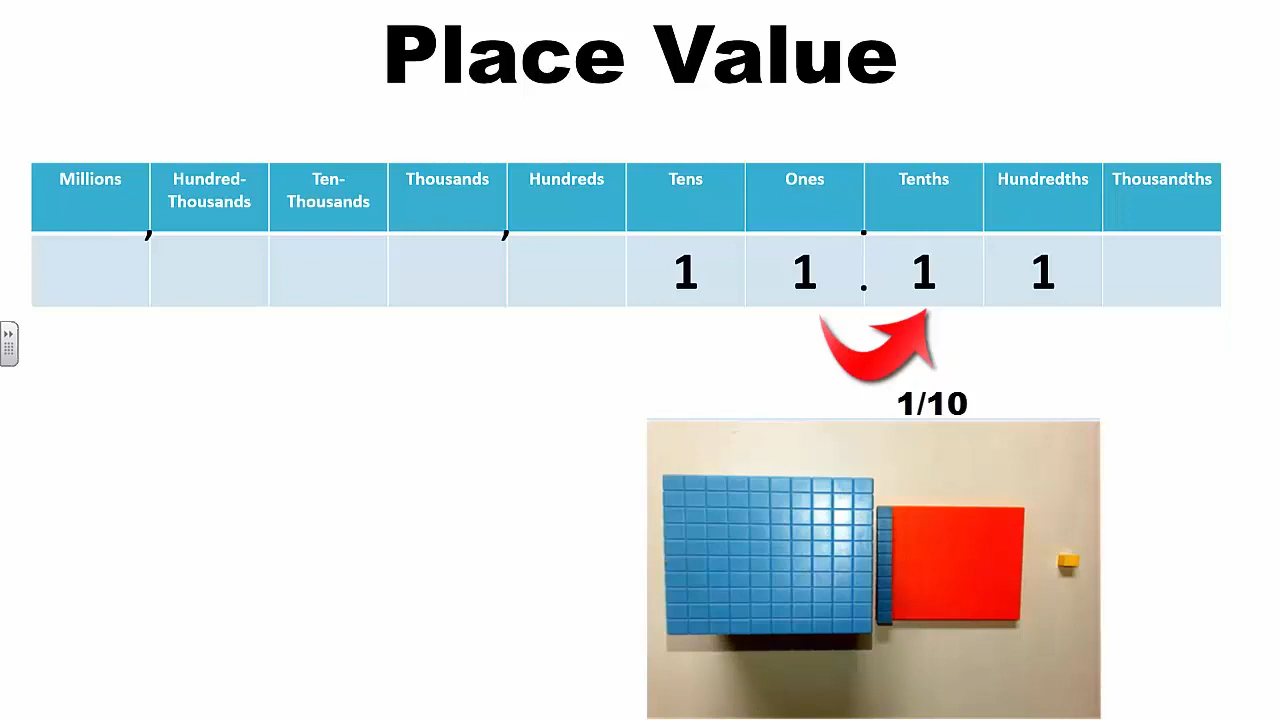 Place Value
Millions
Hundred-
Thousands
Ten-
Thousands
Thousands
Hundreds
Tens
Ones
Tenths
Hundredths
Thousandths
, , .
1 1 . 1 1
1/10